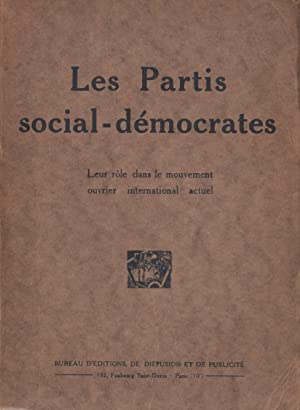 Les Partis
social-démocrates
Leur rôle dans le mouvement
ouvrier international actuel
BUREAU D'ÉDITIONS, DE DIFFUSION ET DE PUBLICITÉ
132, Faubourg Saint-Denis - Paris (10